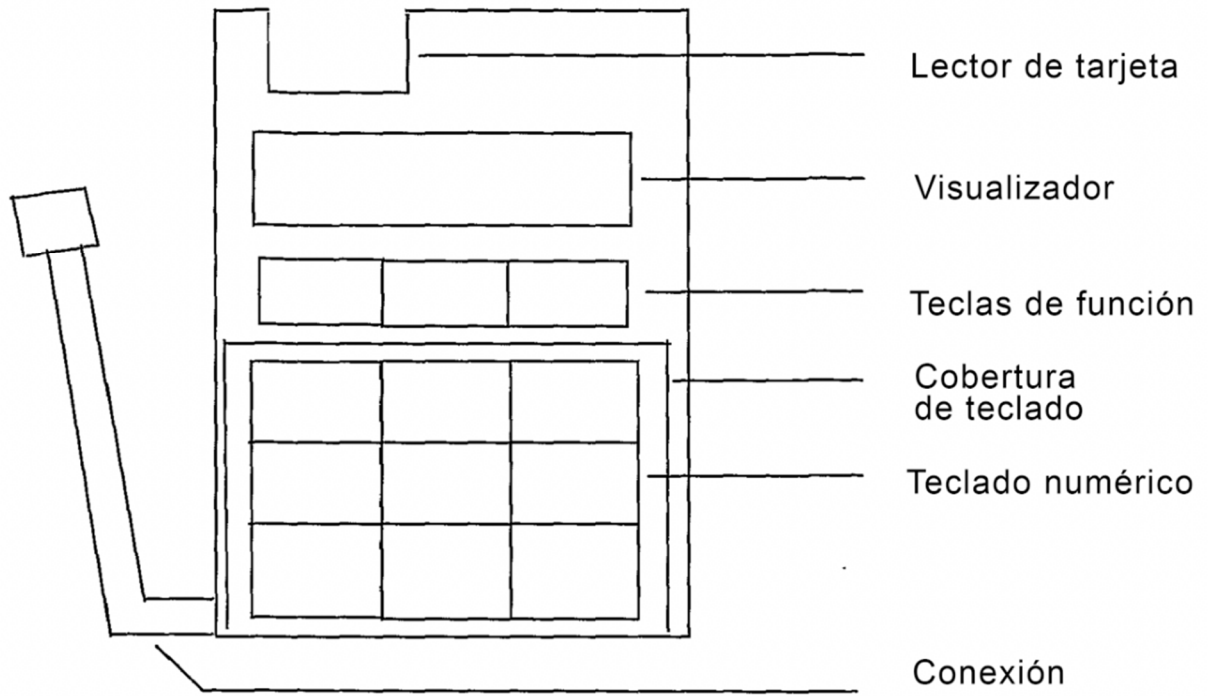 Lector de tarjeta
Visualizador
Teclas de función
Cobertura
de teclado
Teclado numérico
Conexión